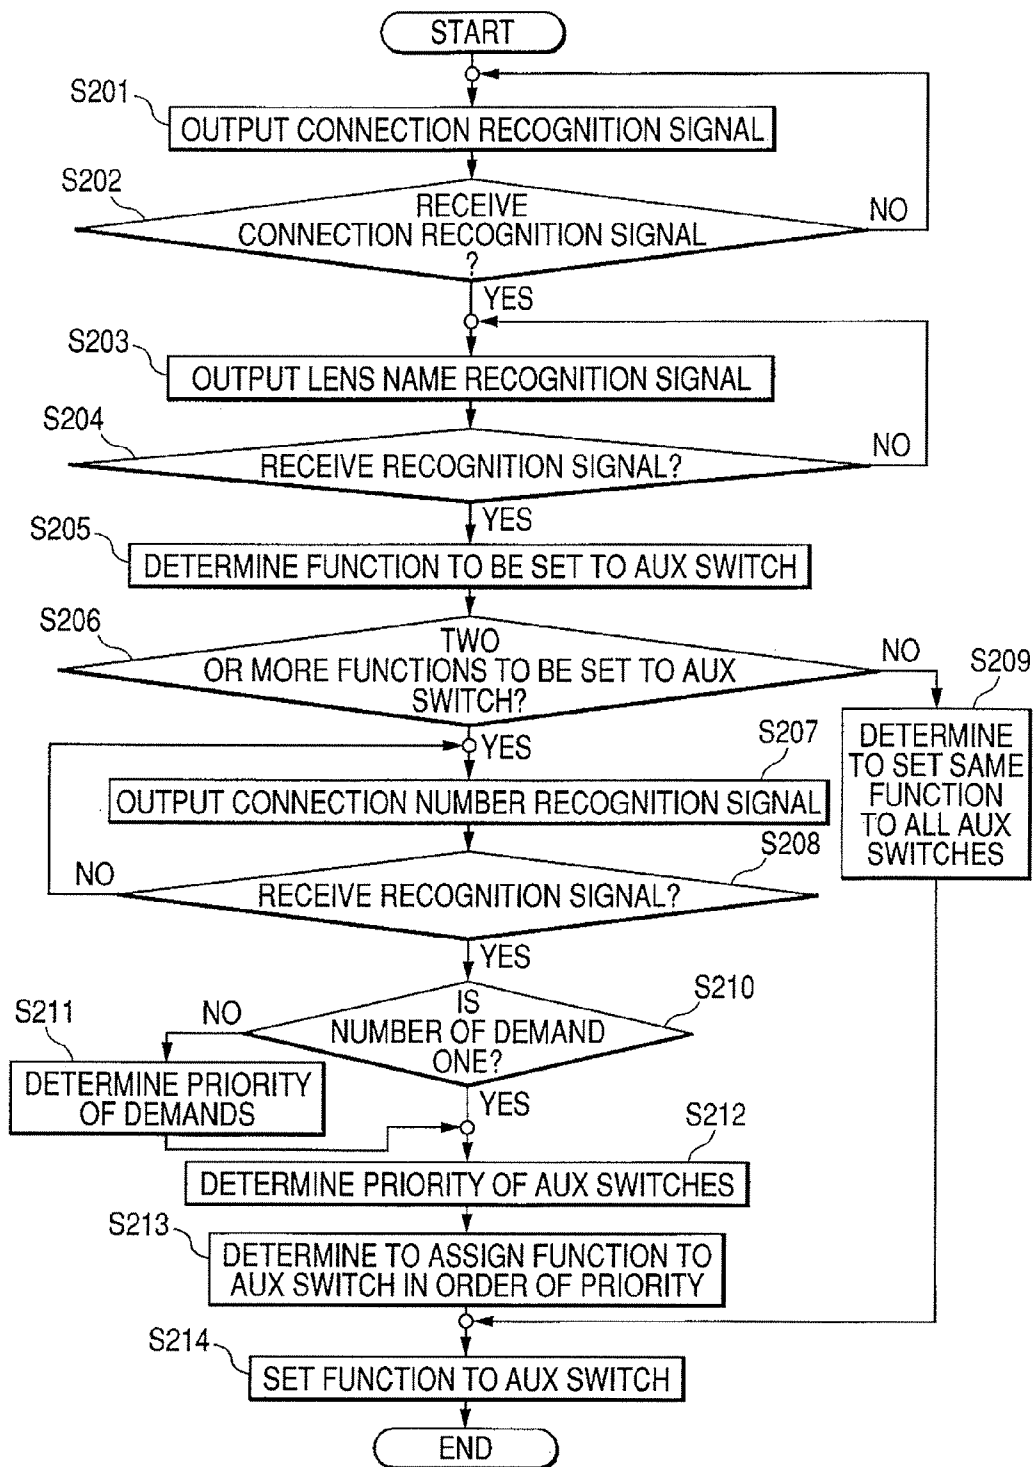 START
S201
OUTPUT CONNECTION RECOGNITION SIGNAL
S202
RECEIVE
CONNECTION RECOGNITION SIGNAL
?
NO
YES
S203
OUTPUT LENS NAME RECOGNITION SIGNAL
S204
RECEIVE RECOGNITION SIGNAL?
NO
YES
S205
DETERMINE FUNCTION TO BE SET TO AUX SWITCH
S206
TWO
OR MORE FUNCTIONS TO BE SET TO AUX
SWITCH?
NO
YES
S209
DETERMINE
TO SET SAME
FUNCTION
TO ALL AUX
SWITCHES
S207
OUTPUT CONNECTION NUMBER RECOGNITION SIGNAL
S208
RECEIVE RECOGNITION SIGNAL?
NO
YES
S210
IS
NUMBER OF DEMAND
ONE?
NO
YES
S211
DETERMINE PRIORITY
OF DEMANDS
S212
DETERMINE PRIORITY OF AUX SWITCHES
S213
DETERMINE TO ASSIGN FUNCTION TO
AUX SWITCH IN ORDER OF PRIORITY
S214
SET FUNCTION TO AUX SWITCH
END